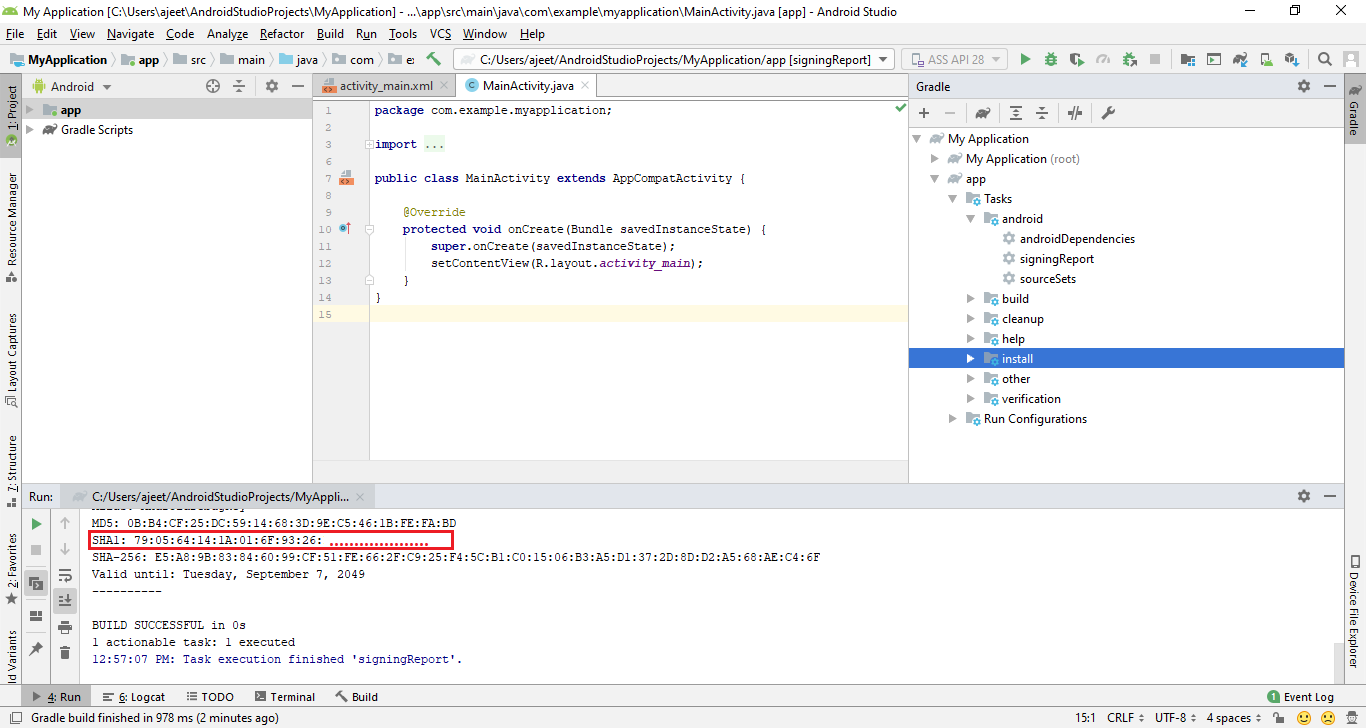 My Application [C:\Users\ajeet\AndroidStudioProjects\MyApplication] - ...\app\src\main\java\com\example\myapplication\MainActivity.java [app] - Android Studio
File Edit View Navigate Code Analyze Refactor Build Run Tools VCS Window Help
MyApplication app src main java com C:/Users/ajeet/AndroidStudioProjects/MyApplication/app [signingReport] ASS API 28
1: Project
Resource Manager
Layout Captures
7: Structure
2: Favorites
ld Variants
Android
app
Gradle Scripts
activity_main.xml MainActivity.java
1 package com.example.myapplication;
2
3 import ...
6
7 public class MainActivity extends AppCompatActivity {
8
9 @Override
10 protected void onCreate(Bundle savedInstanceState) {
11 super.onCreate(savedInstanceState);
12 setContentView(R.layout.activity_main);
13 }
14 }
15
Gradle
My Application
My Application (root)
app
Tasks
android
androidDependencies
signingReport
sourceSets
build
cleanup
help
install
other
verification
Run Configurations
Gradle
Device File Explorer
Run: C:/Users/ajeet/AndroidStudioProjects/MyAppli...
MD5: 0B:B4:CF:25:DC:59:14:68:3D:9E:C5:46:1B:FE:FA:BD
SHA1: 79:05:64:14:1A:01:6F:93:26: ....................
SHA-256: E5:A8:9B:83:84:60:99:CF:51:FE:66:2F:C9:25:F4:5C:B1:C0:15:06:B3:A5:D1:37:2D:8D:D2:A5:68:AE:C4:6F
Valid until: Tuesday, September 7, 2049
----------
BUILD SUCCESSFUL in 0s
1 actionable task: 1 executed
12:57:07 PM: Task execution finished 'signingReport'.
4: Run 6: Logcat TODO Terminal Build 1 Event Log
Gradle build finished in 978 ms (2 minutes ago) 15:1 CRLF UTF-8 4 spaces